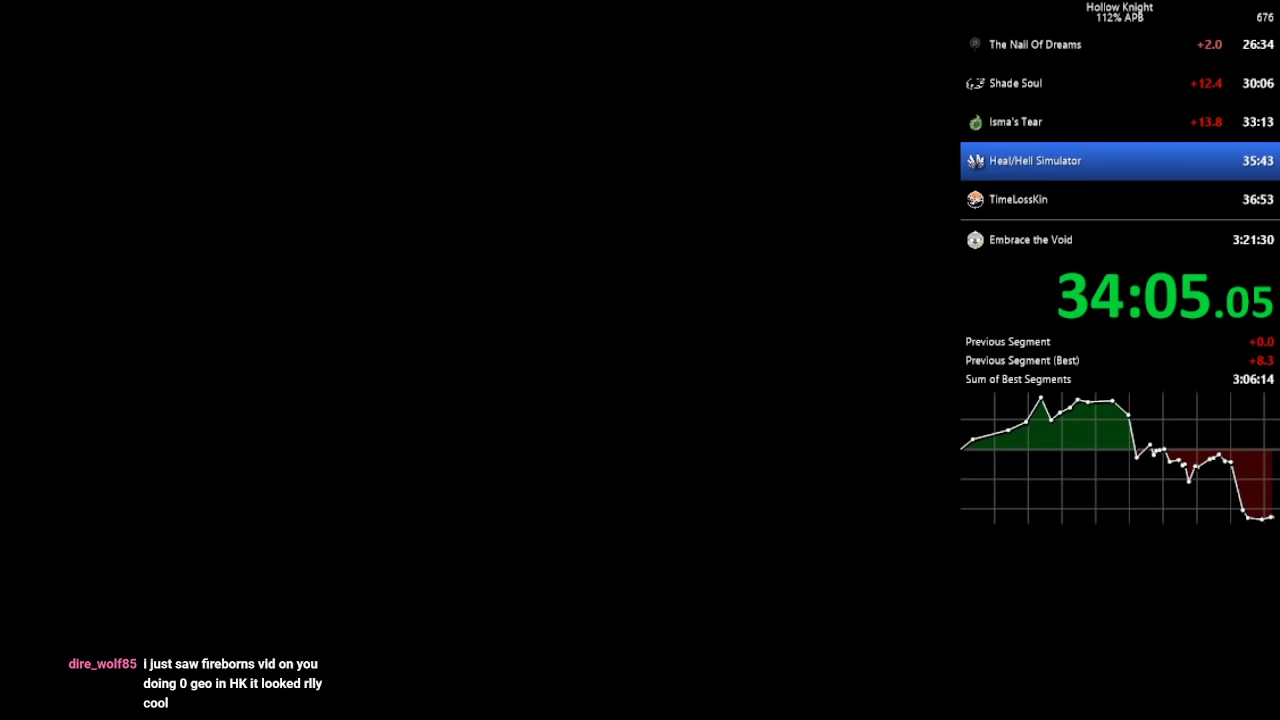 Hollow Knight
112% APB 676
The Nail Of Dreams +2.0 26:34
Shade Soul +12.4 30:06
Isma's Tear +13.8 33:13
Heal/Hell Simulator 35:43
TimeLossKin 36:53
Embrace the Void 3:21:30
34:05.05
Previous Segment +0.0
Previous Segment (Best) +8.3
Sum of Best Segments 3:06:14
dire_wolf85 i just saw fireborns vid on you
doing 0 geo in HK it looked rlly
cool